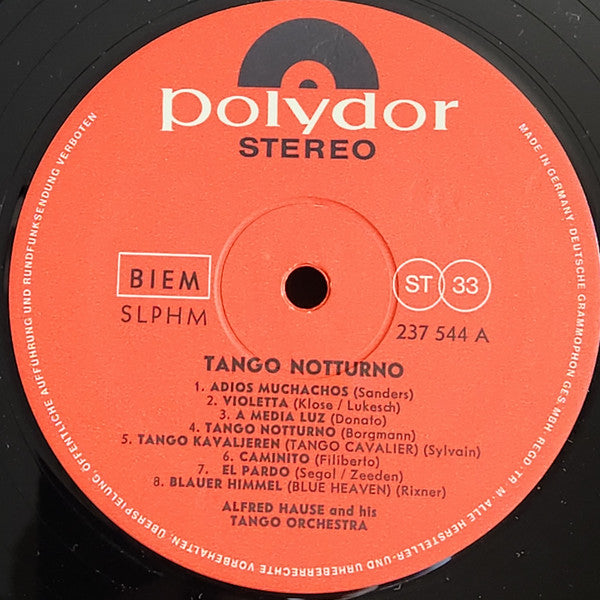 polydor
STEREO
BIEM
SLPHM
ST 33
237 544 A
TANGO NOTTURNO
1. ADIOS MUCHACHOS (Sanders)
2. VIOLETTA (Klose / Lukesch)
3. A MEDIA LUZ (Donato)
4. TANGO NOTTURNO (Borgmann)
5. TANGO KAVALJEREN (TANGO CAVALIER) (Sylvain)
6. CAMINITO (Filiberto)
7. EL PARDO (Segol / Zeeden)
8. BLAUER HIMMEL (BLUE HEAVEN) (Rixner)
ALFRED HAUSE and his
TANGO ORCHESTRA
MADE IN GERMANY. DEUTSCHE GRAMMOPHON GES. MBH. REGD. TR. M. · ALLE HERSTELLER- UND URHEBERRECHTE VORBEHALTEN. ÜBERSPIELUNG, ÖFFENTLICHE AUFFÜHRUNG UND RUNDFUNKSENDUNG VERBOTEN